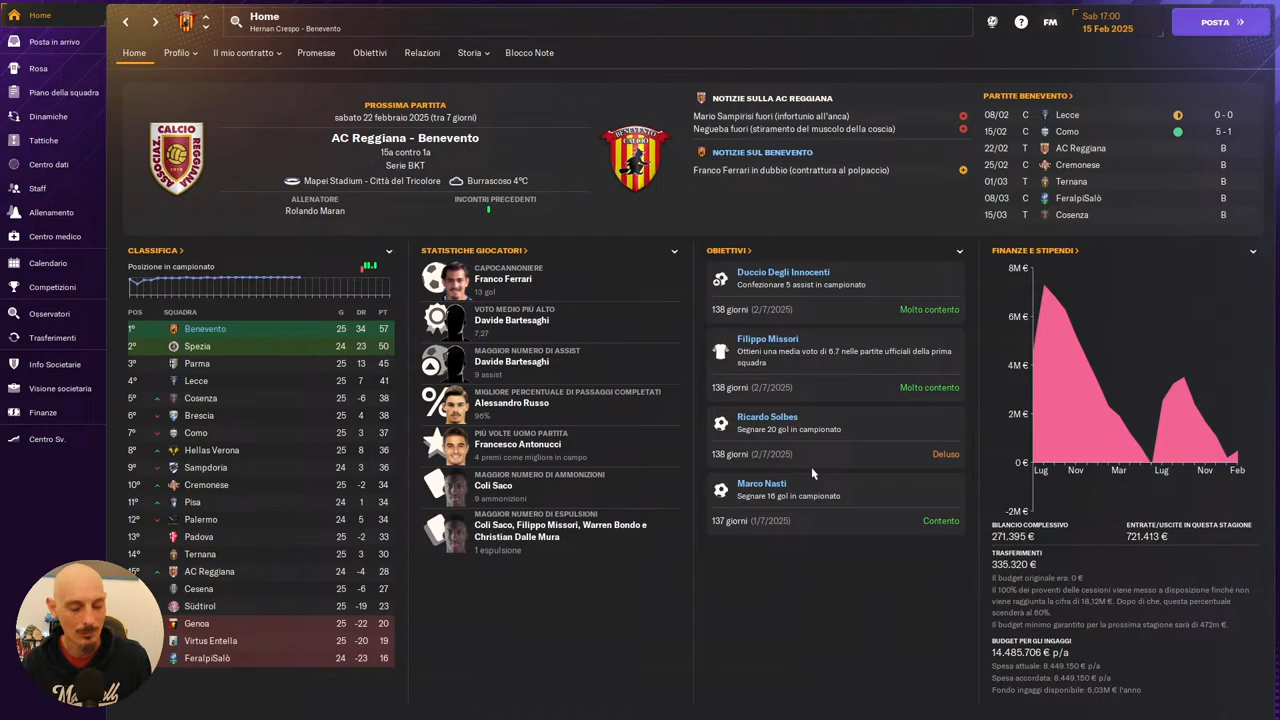 Home
Posta in arrivo
Rosa
Piano della squadra
Dinamiche
Tattiche
Centro dati
Staff
Allenamento
Centro medico
Calendario
Competizioni
Osservatori
Trasferimenti
Info Societarie
Visione societaria
Finanze
Centro Sv.
Home
Hernan Crespo - Benevento
FM
Sab 17:00
15 Feb 2025
POSTA
Home
Profilo
Il mio contratto
Promesse
Obiettivi
Relazioni
Storia
Blocco Note
PROSSIMA PARTITA
sabato 22 febbraio 2025 (tra 7 giorni)
AC Reggiana - Benevento
15a contro 1a
Serie BKT
Mapei Stadium - Città del Tricolore
Burrascoso 4°C
ALLENATORE
Rolando Maran
INCONTRI PRECEDENTI
NOTIZIE SULLA AC REGGIANA
Mario Sampirisi fuori (infortunio all'anca)
Negueba fuori (stiramento del muscolo della coscia)
NOTIZIE SUL BENEVENTO
Franco Ferrari in dubbio (contrattura al polpaccio)
PARTITE BENEVENTO >
08/02 C Lecce 0 - 0
15/02 C Como 5 - 1
22/02 T AC Reggiana B
25/02 C Cremonese B
01/03 T Ternana B
08/03 C FeralpiSalò B
15/03 T Cosenza B
CLASSIFICA >
Posizione in campionato
POS SQUADRA G DR PT
1º Benevento 25 34 57
2º Spezia 24 23 50
3º Parma 25 13 45
4º Lecce 25 7 41
5º Cosenza 25 -6 38
6º Brescia 25 4 38
7º Como 25 3 37
8º Hellas Verona 25 8 36
9º Sampdoria 24 3 36
10º Cremonese 24 5 35
11º Pisa 24 1 34
12º Palermo 24 5 34
13º Padova 24 -2 33
14º Ternana 25 3 30
AC Reggiana 24 -4 28
Cesena 25 -6 27
Südtirol 25 -19 23
Genoa 25 -22 20
Virtus Entella 25 -20 19
FeralpiSalò 24 -23 16
STATISTICHE GIOCATORI >
CAPOCANNONIERE
Franco Ferrari
13 gol
VOTO MEDIO PIÙ ALTO
Davide Bartesaghi
7,27
MAGGIOR NUMERO DI ASSIST
Davide Bartesaghi
9 assist
MIGLIORE PERCENTUALE DI PASSAGGI COMPLETATI
Alessandro Russo
96%
PIÙ VOLTE UOMO PARTITA
Francesco Antonucci
4 premi come migliore in campo
MAGGIOR NUMERO DI AMMONIZIONI
Coli Saco
9 ammonizioni
MAGGIOR NUMERO DI ESPULSIONI
Coli Saco, Filippo Missori, Warren Bondo e
Christian Dalle Mura
1 espulsione
OBIETTIVI >
Duccio Degli Innocenti
Confezionare 5 assist in campionato
138 giorni (2/7/2025) Molto contento
Filippo Missori
Ottieni una media voto di 6.7 nelle partite ufficiali della prima
squadra
138 giorni (2/7/2025) Molto contento
Ricardo Solbes
Segnare 20 gol in campionato
138 giorni (2/7/2025) Deluso
Marco Nasti
Segnare 16 gol in campionato
137 giorni (1/7/2025) Contento
FINANZE E STIPENDI >
8M €
6M €
4M €
2M €
0 €
-2M €
Lug Nov Mar Lug Nov Feb
BILANCIO COMPLESSIVO
271.395 €
ENTRATE/USCITE IN QUESTA STAGIONE
721.413 €
TRASFERIMENTI
335.320 €
Il budget originale era: 0 €
Il 100% dei proventi delle cessioni viene messo a disposizione finché non
viene raggiunta la cifra di 18,12M €. Dopo di che, questa percentuale
scenderà al 60%.
Il budget minimo garantito per la prossima stagione sarà di 472m €.
BUDGET PER GLI INGAGGI
14.485.706 € p/a
Spesa attuale: 8.449.150 € p/a
Spesa accordata: 8.449.150 € p/a
Fondo ingaggi disponibile: 6,03M € l'anno